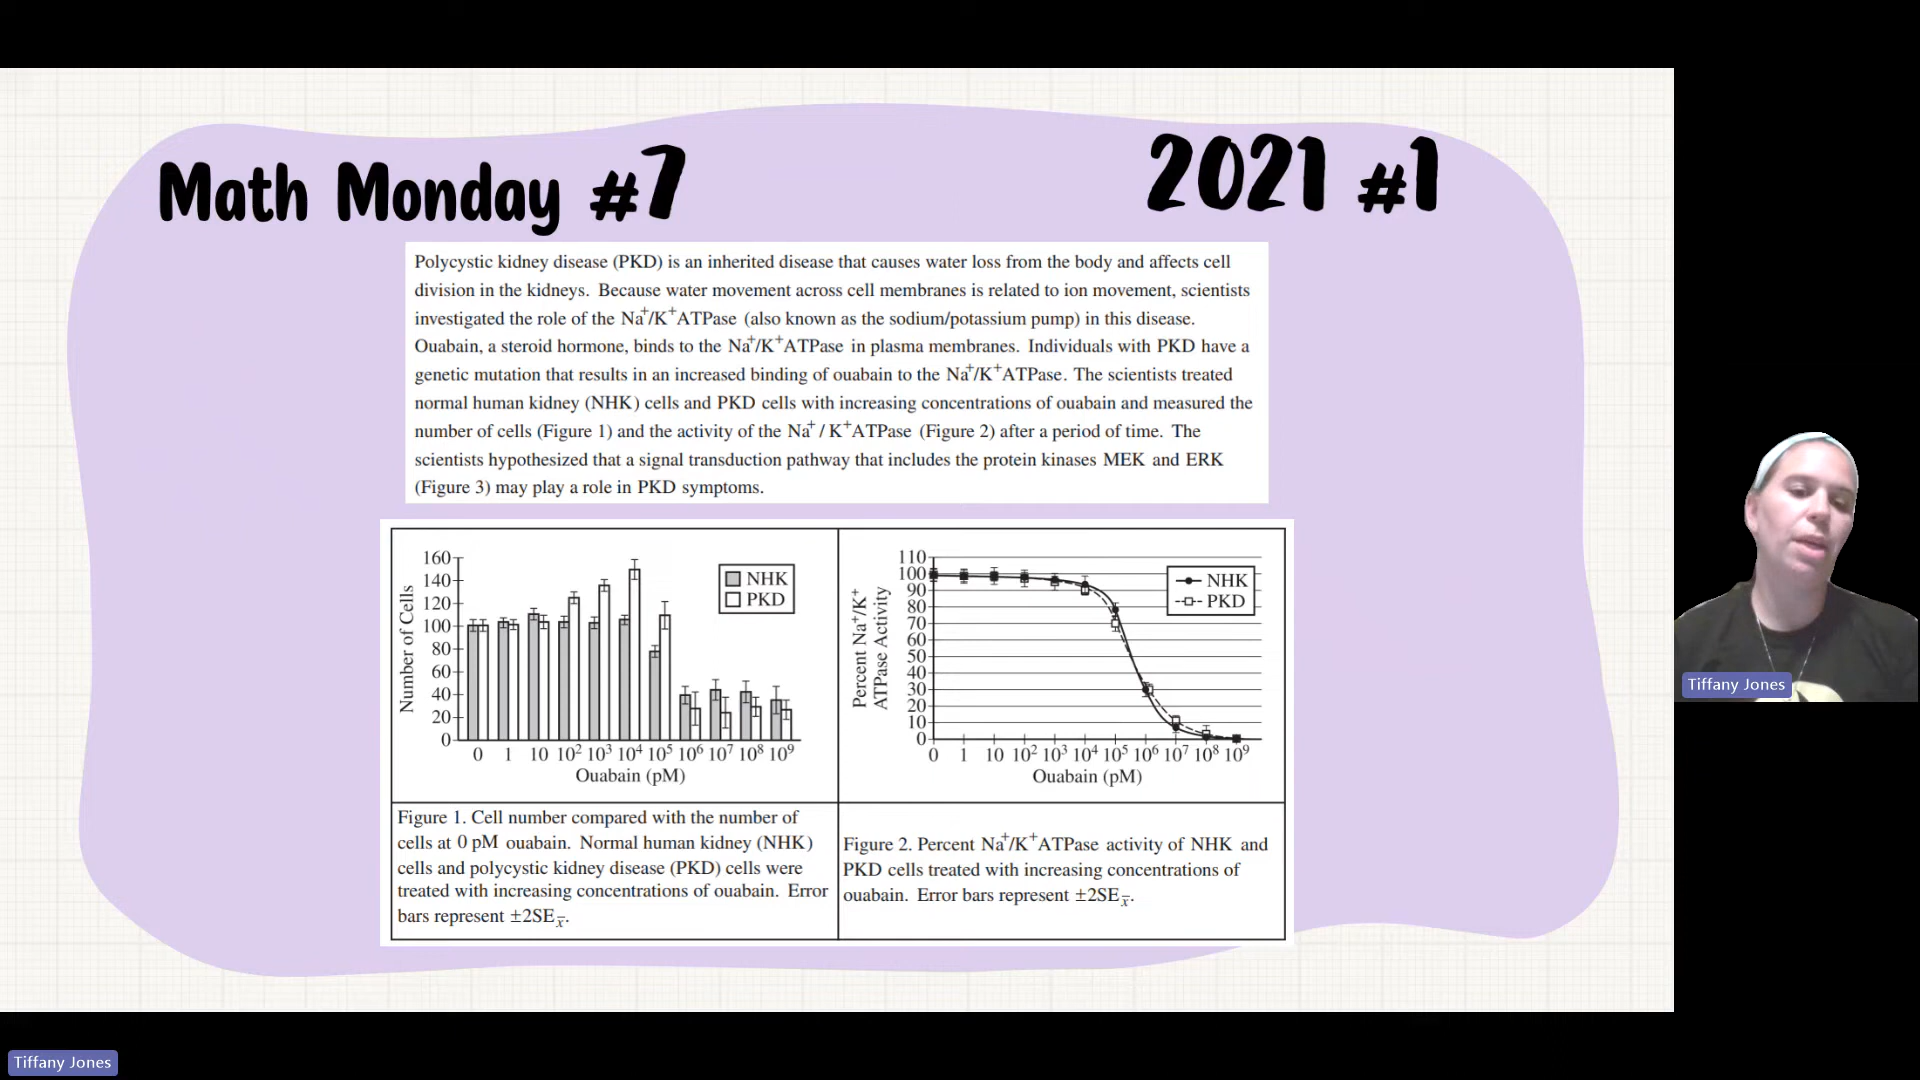 Math Monday #7
2021 #1
Polycystic kidney disease (PKD) is an inherited disease that causes water loss from the body and affects cell
division in the kidneys. Because water movement across cell membranes is related to ion movement, scientists
investigated the role of the Na⁺/K⁺ATPase (also known as the sodium/potassium pump) in this disease.
Ouabain, a steroid hormone, binds to the Na⁺/K⁺ATPase in plasma membranes. Individuals with PKD have a
genetic mutation that results in an increased binding of ouabain to the Na⁺/K⁺ATPase. The scientists treated
normal human kidney (NHK) cells and PKD cells with increasing concentrations of ouabain and measured the
number of cells (Figure 1) and the activity of the Na⁺ / K⁺ATPase (Figure 2) after a period of time. The
scientists hypothesized that a signal transduction pathway that includes the protein kinases MEK and ERK
(Figure 3) may play a role in PKD symptoms.
Number of Cells
160
140
120
100
80
60
40
20
0
NHK
PKD
0 1 10 10² 10³ 10⁴ 10⁵ 10⁶ 10⁷ 10⁸ 10⁹
Ouabain (pM)
Percent Na⁺/K⁺
ATPase Activity
110
100
90
80
70
60
50
40
30
20
10
0
NHK
PKD
0 1 10 10² 10³ 10⁴ 10⁵ 10⁶ 10⁷ 10⁸ 10⁹
Ouabain (pM)
Figure 1. Cell number compared with the number of
cells at 0 pM ouabain. Normal human kidney (NHK)
cells and polycystic kidney disease (PKD) cells were
treated with increasing concentrations of ouabain. Error
bars represent ±2SEx̄.
Figure 2. Percent Na⁺/K⁺ATPase activity of NHK and
PKD cells treated with increasing concentrations of
ouabain. Error bars represent ±2SEx̄.
Tiffany Jones
Tiffany Jones